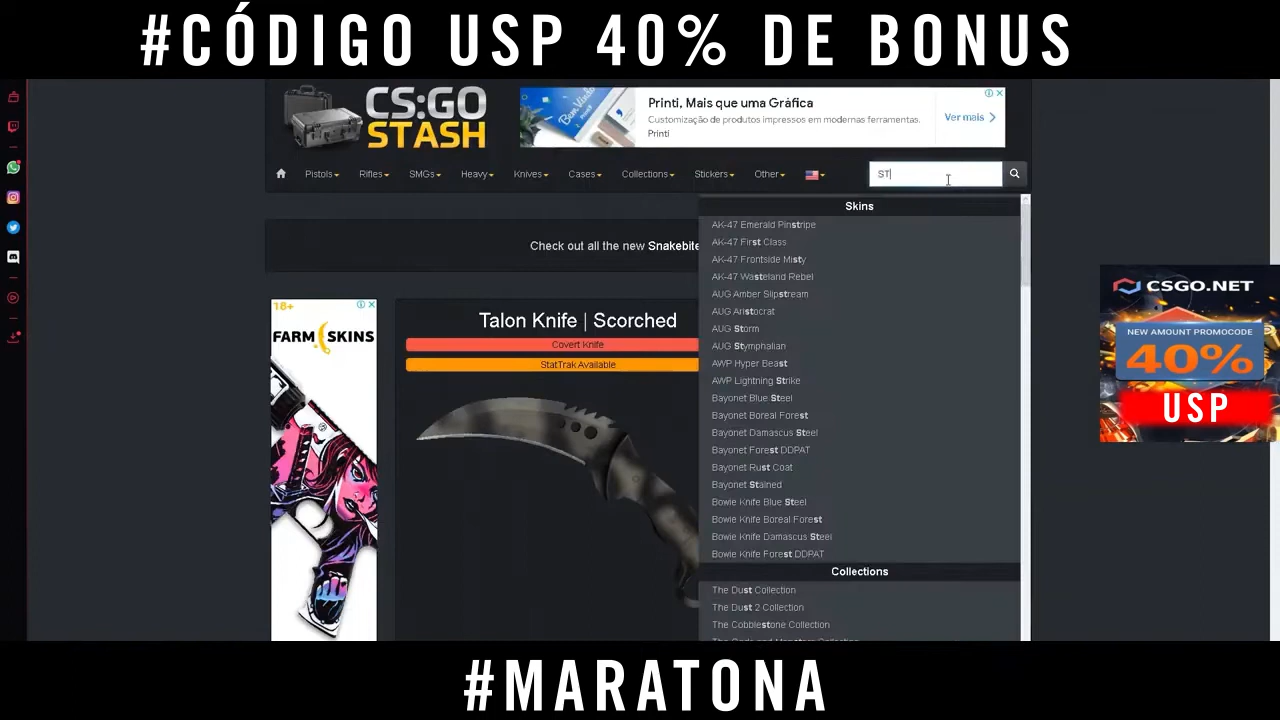 #CÓDIGO USP 40% DE BONUS
CS:GO
STASH
Printi, Mais que uma Gráfica
Customização de produtos impressos em modernas ferramentas.
Printi
Ver mais
Pistols
Rifles
SMGs
Heavy
Knives
Cases
Collections
Stickers
Other
ST
Skins
Check out all the new Snakebite
AK-47 Emerald Pinstripe
AK-47 First Class
AK-47 Frontside Misty
AK-47 Wasteland Rebel
AUG Amber Slipstream
AUG Aristocrat
AUG Storm
AUG Stymphalian
AWP Hyper Beast
AWP Lightning Strike
Bayonet Blue Steel
Bayonet Boreal Forest
Bayonet Damascus Steel
Bayonet Forest DDPAT
Bayonet Rust Coat
Bayonet Stained
Bowie Knife Blue Steel
Bowie Knife Boreal Forest
Bowie Knife Damascus Steel
Bowie Knife Forest DDPAT
Collections
The Dust Collection
The Dust 2 Collection
The Cobblestone Collection
18+
FARM SKINS
Talon Knife | Scorched
Covert Knife
StatTrak Available
CSGO.NET
NEW AMOUNT PROMOCODE
40%
USP
#MARATONA